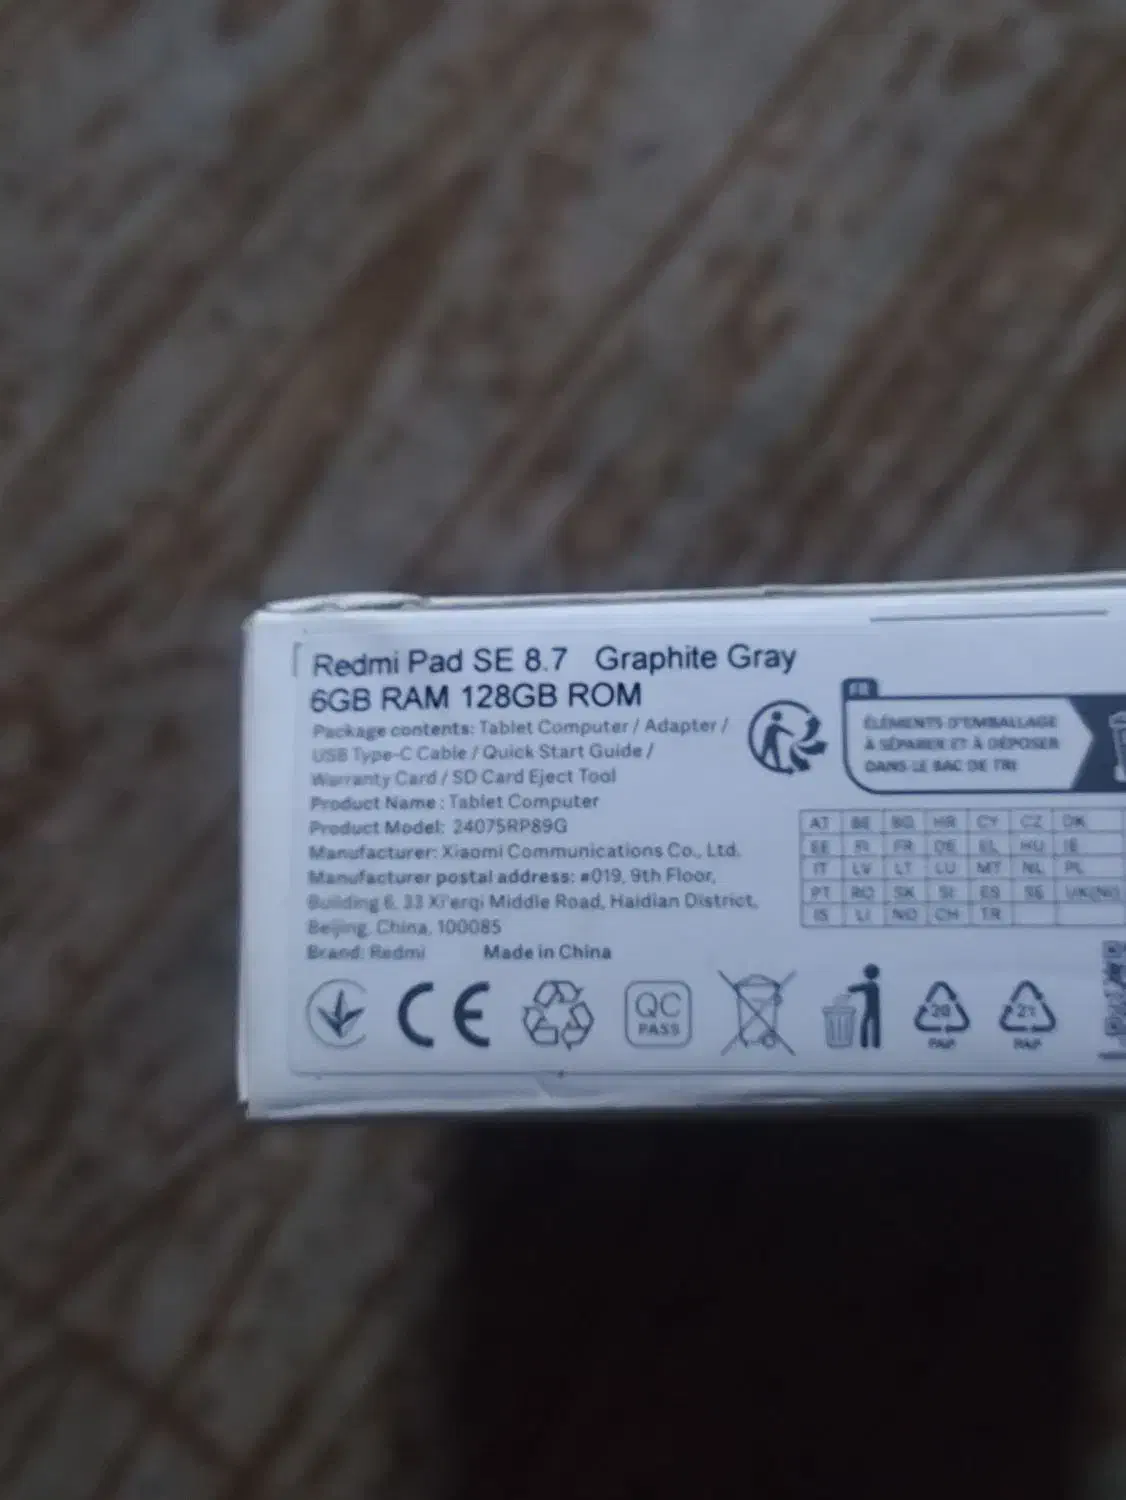 Redmi Pad SE 8.7 Graphite Gray
6GB RAM 128GB ROM
Package contents: Tablet Computer / Adapter /
USB Type-C Cable / Quick Start Guide /
Warranty Card / SD Card Eject Tool
Product Name : Tablet Computer
Product Model: 24075RP89G
Manufacturer: Xiaomi Communications Co., Ltd.
Manufacturer postal address: #019, 9th Floor,
Building 6, 33 Xi'erqi Middle Road, Haidian District,
Beijing, China, 100085
Brand: Redmi Made in China
FR
ÉLÉMENTS D'EMBALLAGE
À SÉPARER ET À DÉPOSER
DANS LE BAC DE TRI
AT BE BG HR CY CZ DK
EE FI FR DE EL HU IE
IT LV LT LU MT NL PL
PT RO SK SI ES SE UK(NI)
IS LI NO CH TR
CE
QC
PASS
20
PAP
21
PAP